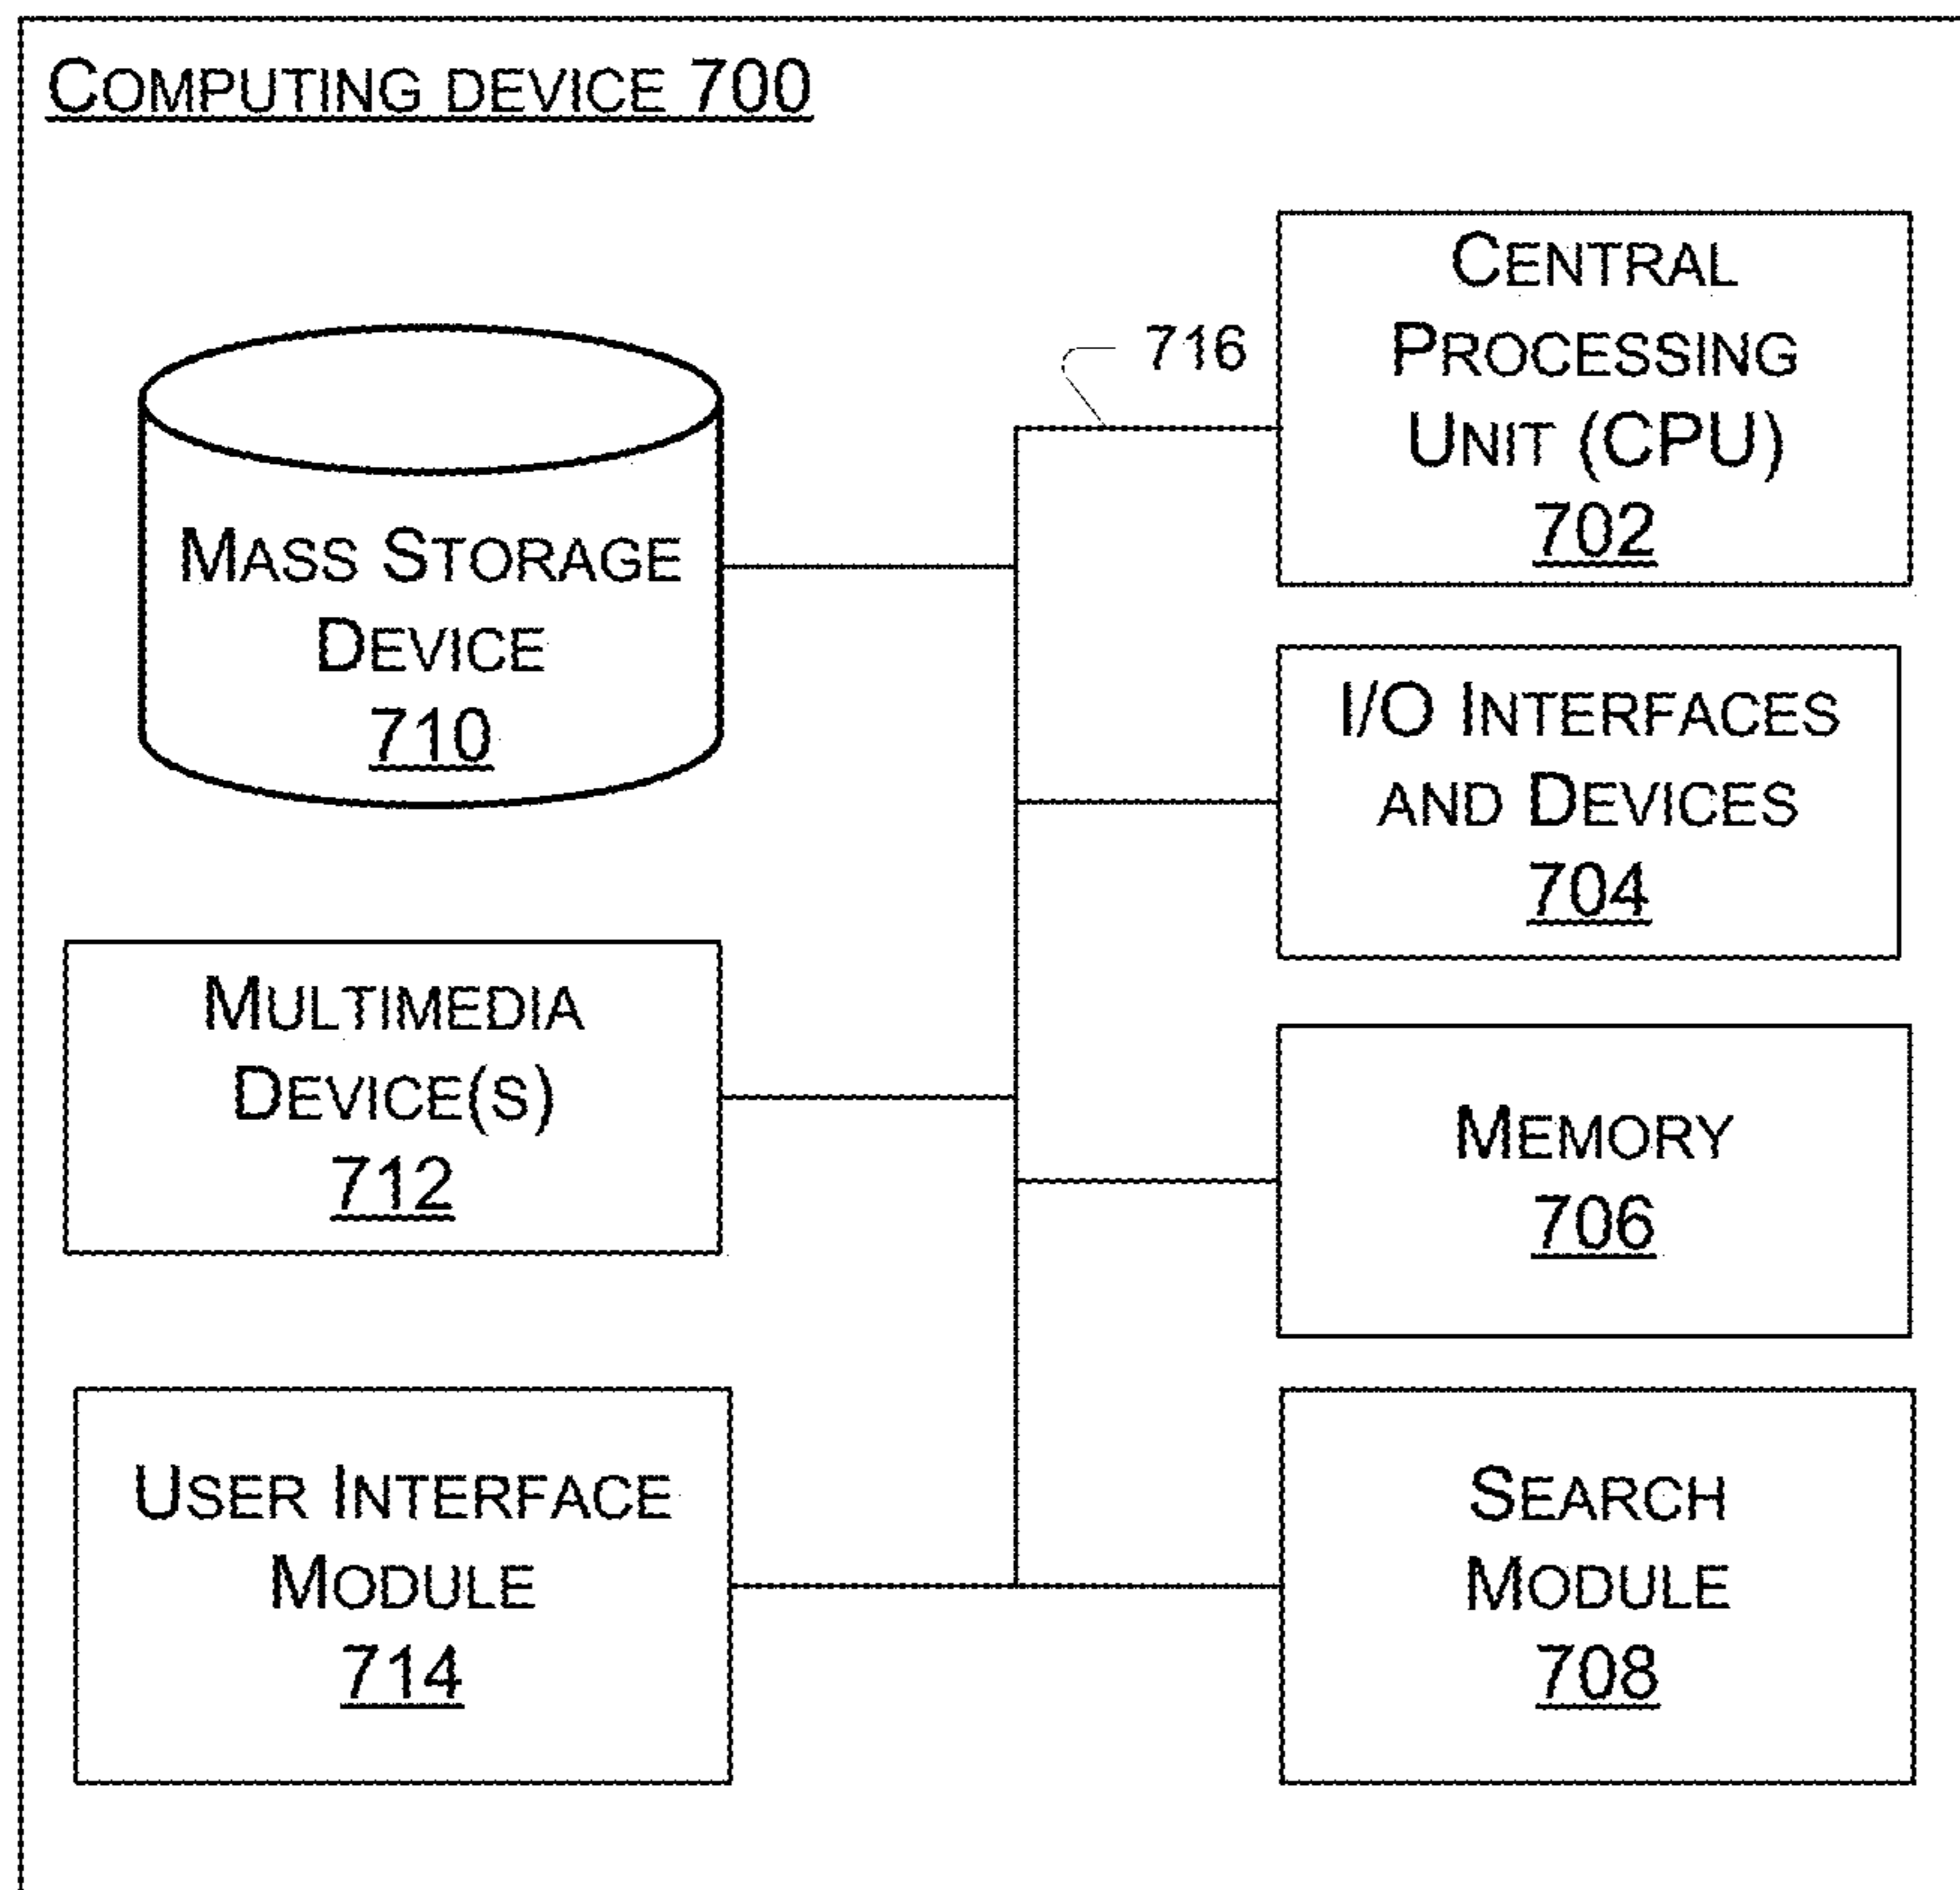 COMPUTING DEVICE 700
716
CENTRAL
PROCESSING
UNIT (CPU)
702
MASS STORAGE
DEVICE
710
I/O INTERFACES
AND DEVICES
704
MULTIMEDIA
DEVICE(S)
712
MEMORY
706
USER INTERFACE
MODULE
714
SEARCH
MODULE
708